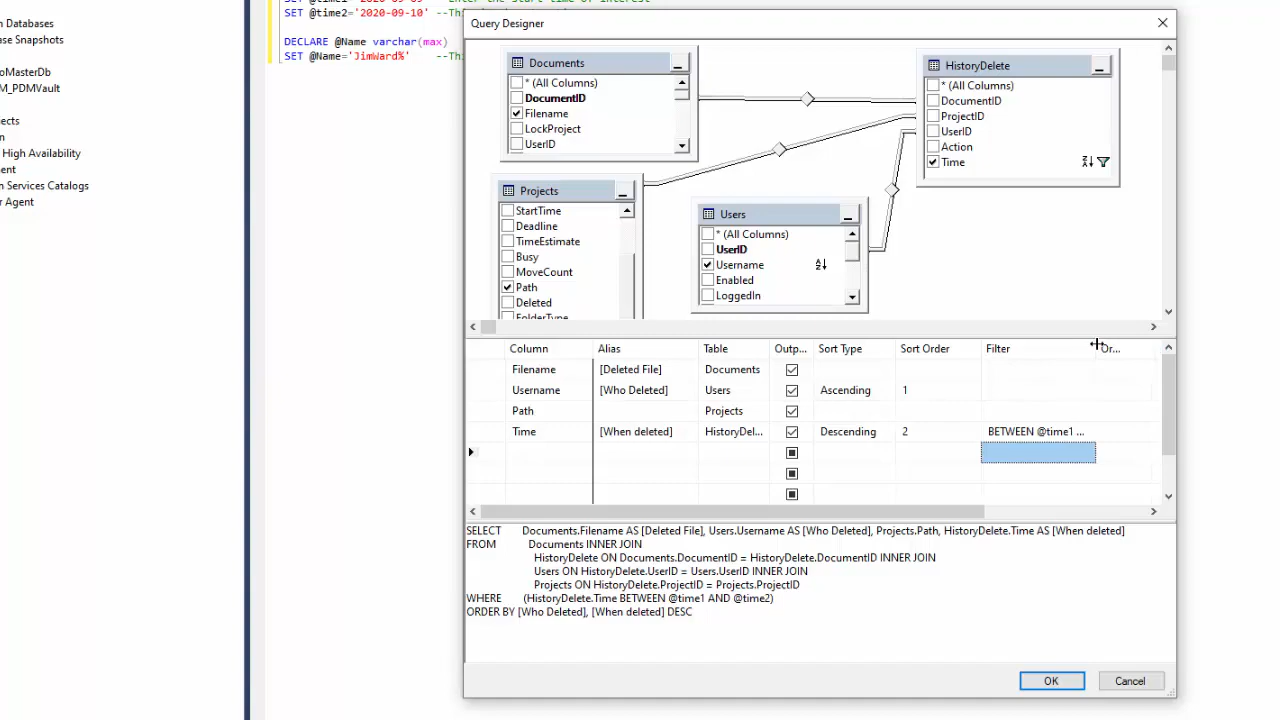 SET @time2='2020-09-10' --Thi
DECLARE @Name varchar(max)
SET @Name='JimWard%' --Thi
n Databases
ase Snapshots
oMasterDb
M_PDMVault
ects
n
High Availability
ment
n Services Catalogs
er Agent
Query Designer
Documents
* (All Columns)
DocumentID
Filename
LockProject
UserID
HistoryDelete
* (All Columns)
DocumentID
ProjectID
UserID
Action
Time
Projects
StartTime
Deadline
TimeEstimate
Busy
MoveCount
Path
Deleted
FolderType
Users
* (All Columns)
UserID
Username
Enabled
LoggedIn
Column Alias Table Outp... Sort Type Sort Order Filter Or...
Filename [Deleted File] Documents
Username [Who Deleted] Users Ascending 1
Path Projects
Time [When deleted] HistoryDel... Descending 2 BETWEEN @time1 ...
SELECT Documents.Filename AS [Deleted File], Users.Username AS [Who Deleted], Projects.Path, HistoryDelete.Time AS [When deleted]
FROM Documents INNER JOIN
HistoryDelete ON Documents.DocumentID = HistoryDelete.DocumentID INNER JOIN
Users ON HistoryDelete.UserID = Users.UserID INNER JOIN
Projects ON HistoryDelete.ProjectID = Projects.ProjectID
WHERE (HistoryDelete.Time BETWEEN @time1 AND @time2)
ORDER BY [Who Deleted], [When deleted] DESC
OK Cancel